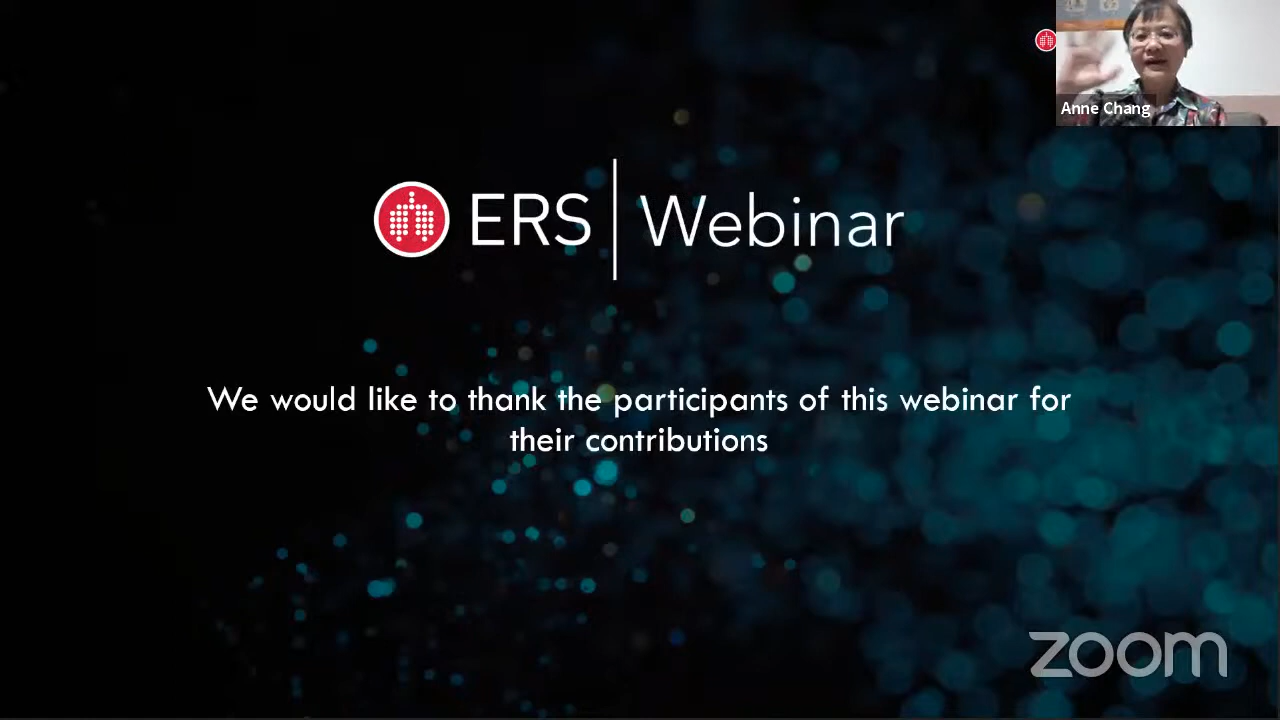 Anne Chang
ERS | Webinar
We would like to thank the participants of this webinar for
their contributions
zoom